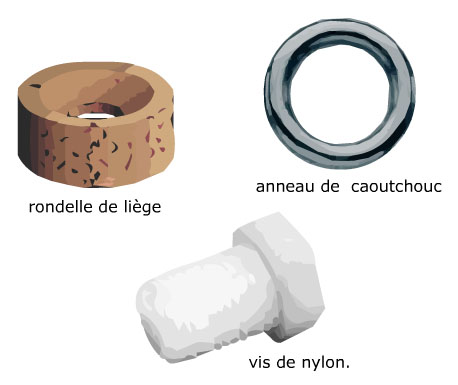 anneau de caoutchouc
rondelle de liège
vis de nylon.